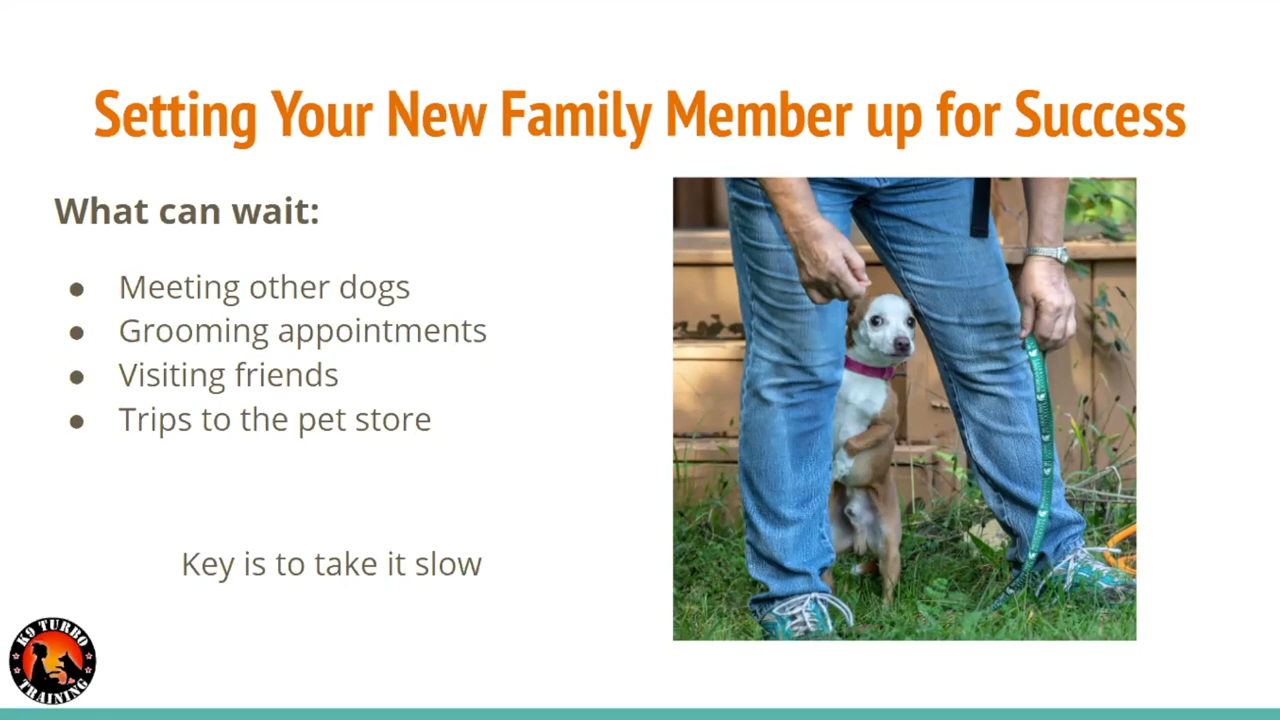 Setting Your New Family Member up for Success
What can wait:
● Meeting other dogs
● Grooming appointments
● Visiting friends
● Trips to the pet store
Key is to take it slow
K9 TURBO
TRAINING